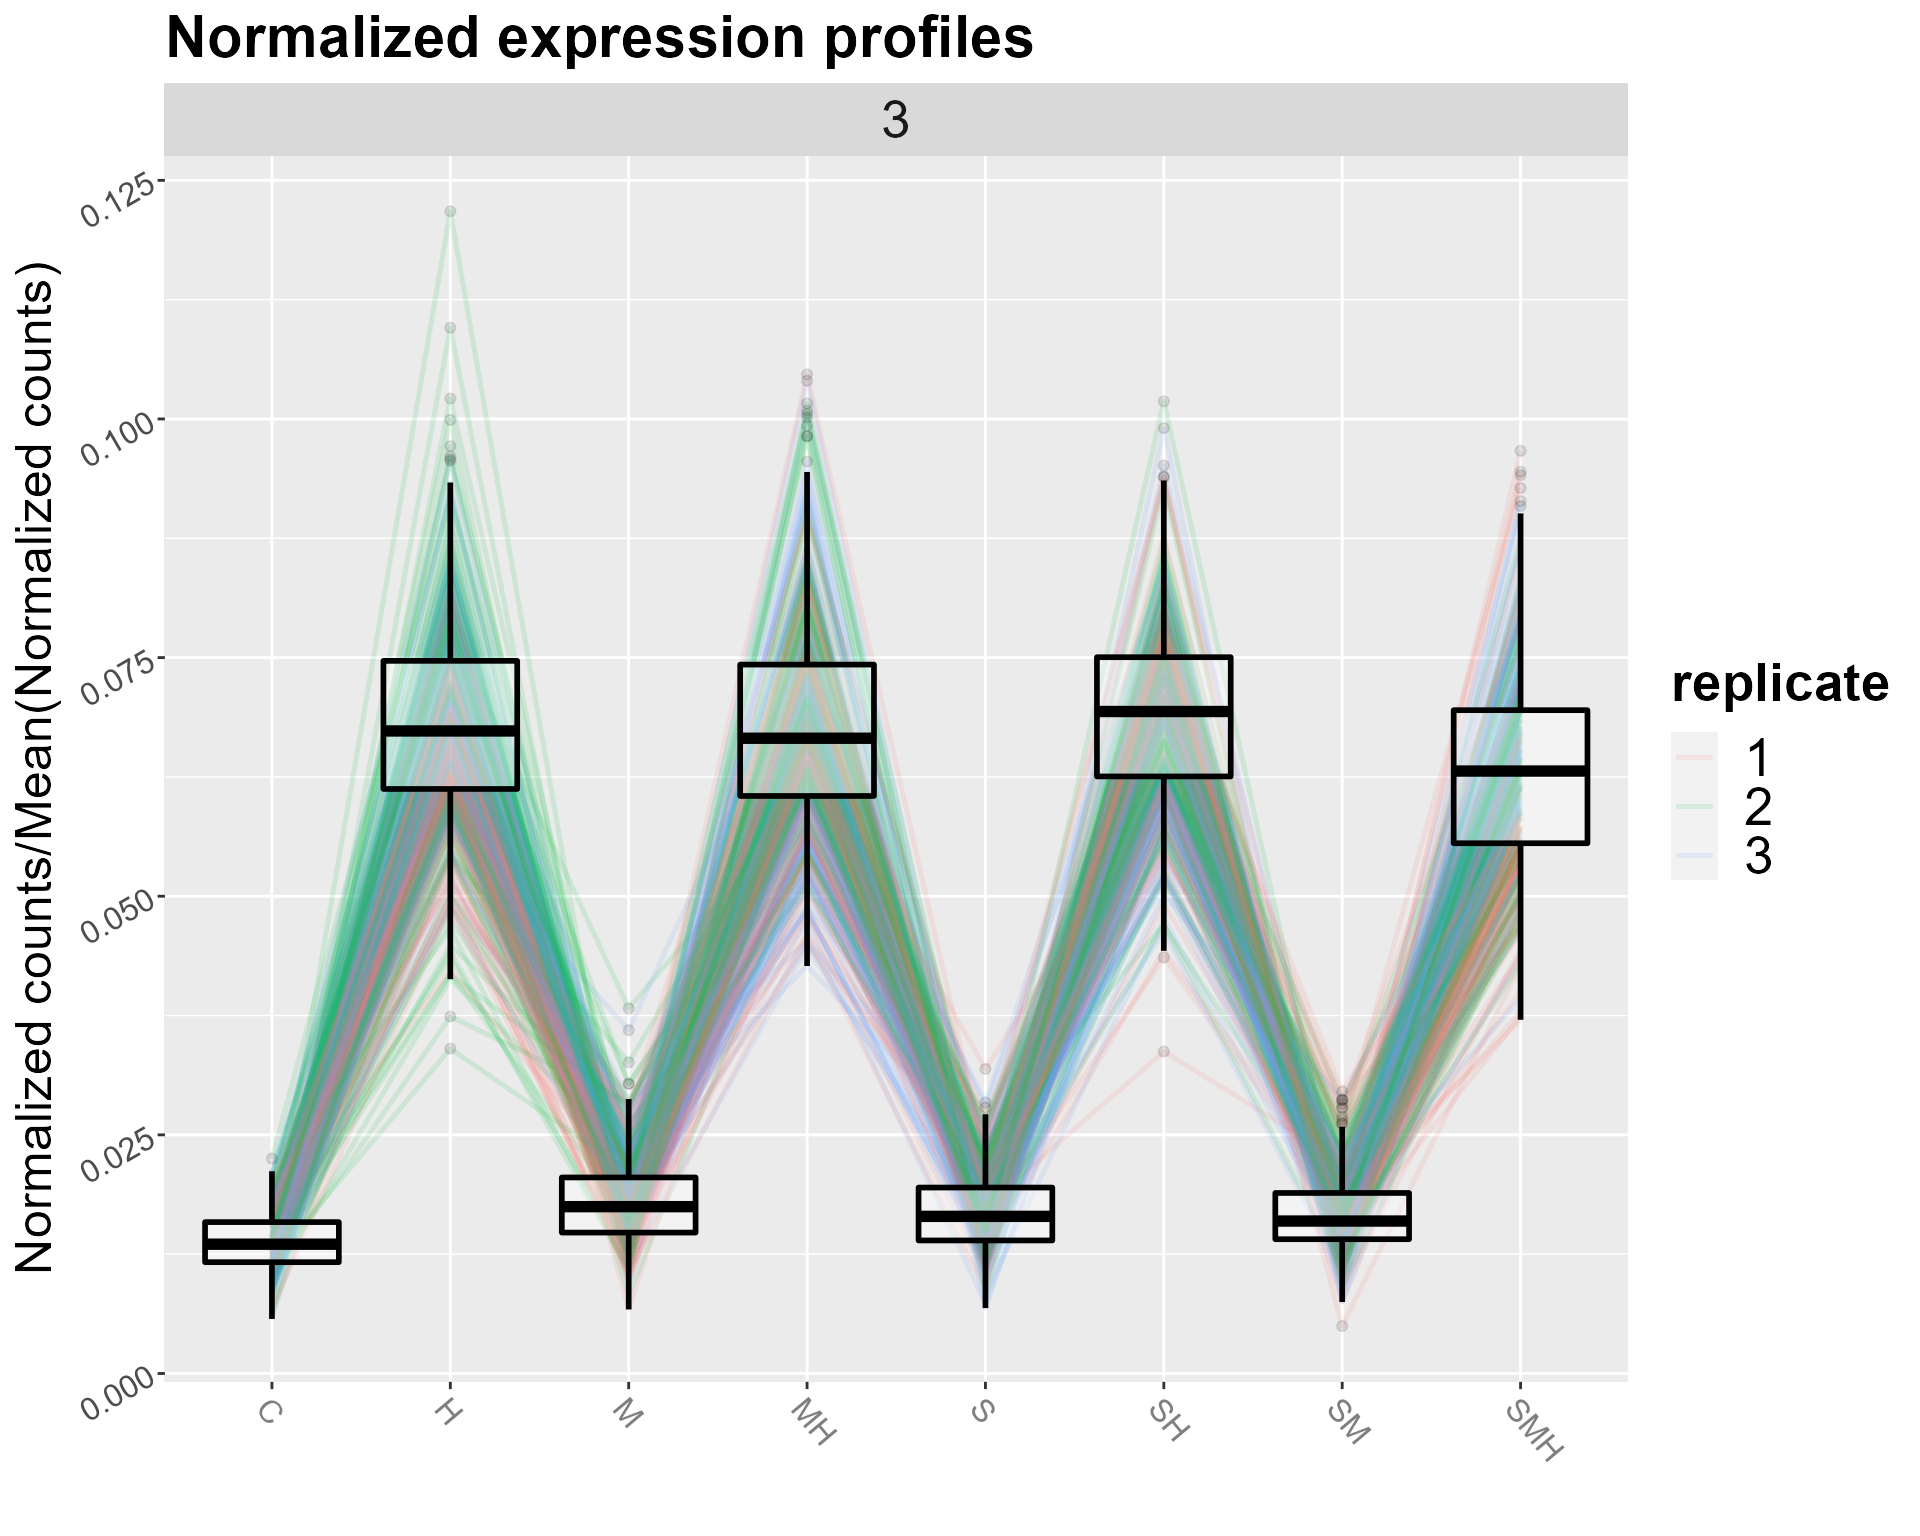 Normalized expression profiles
3
Normalized counts/Mean(Normalized counts)
0.125
0.100
0.075
0.050
0.025
0.000
C
H
M
MH
S
SH
SM
SMH
replicate
1
2
3